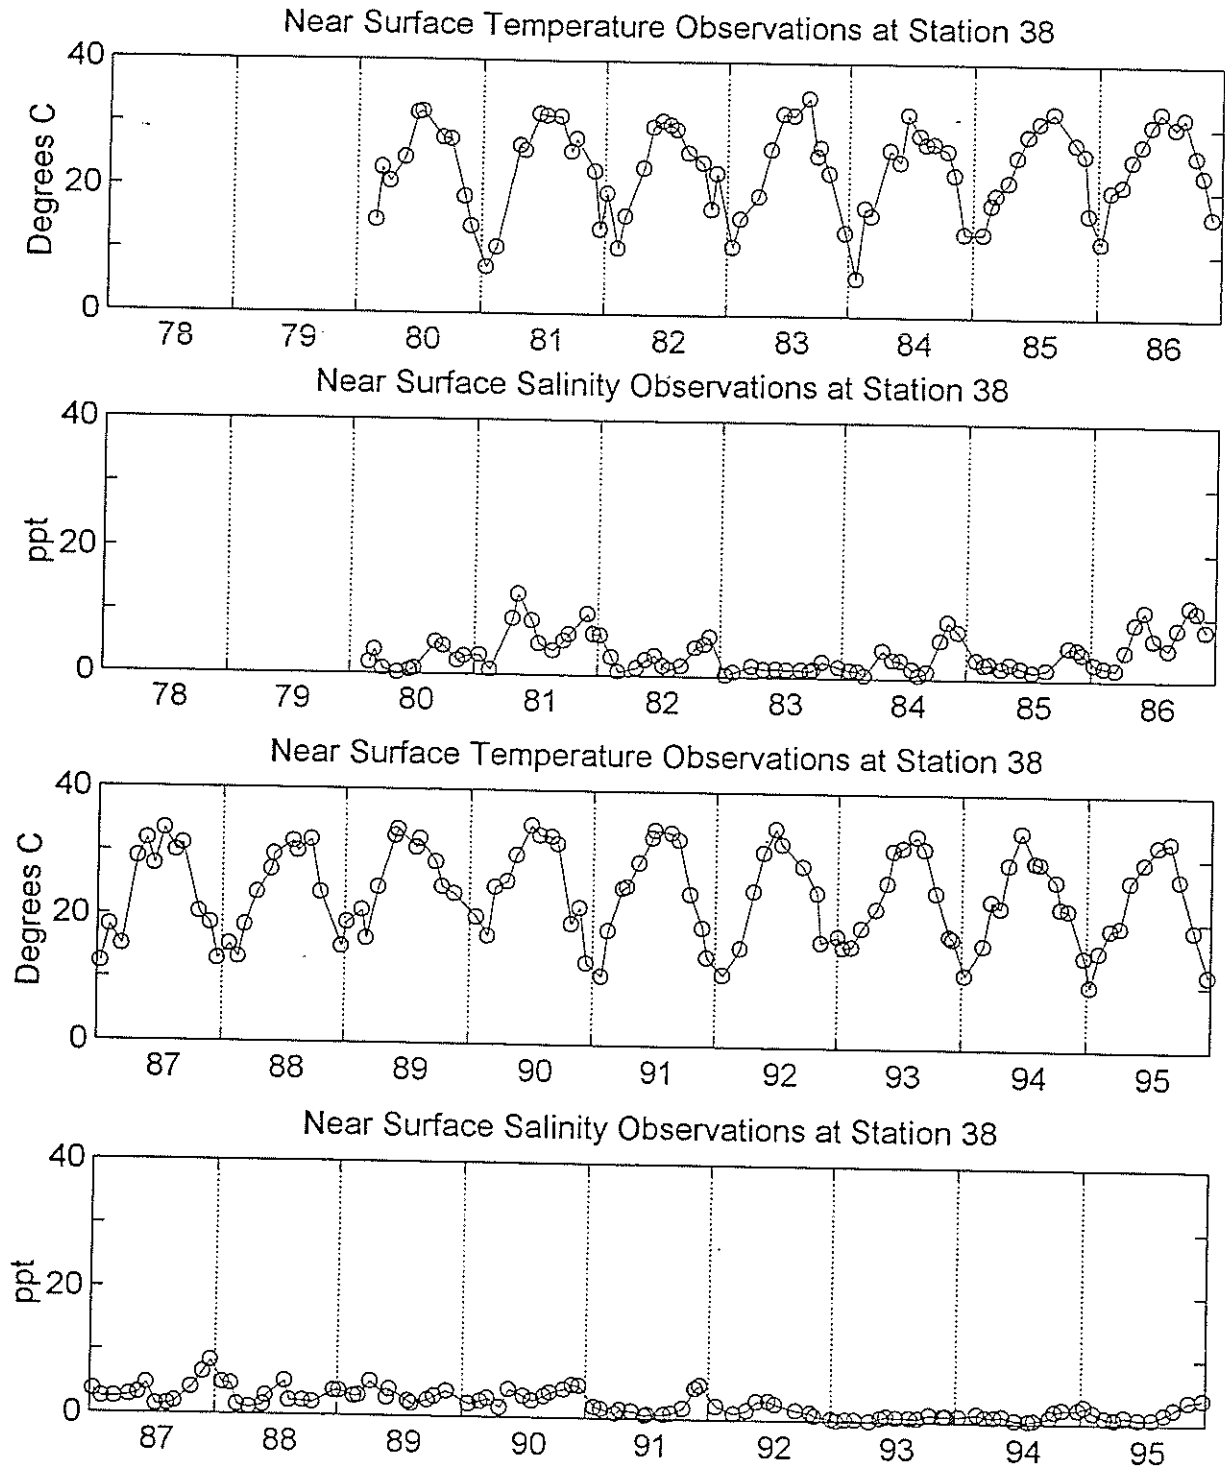 Near Surface Temperature Observations at Station 38
40
20
0
Degrees C
78 79 80 81 82 83 84 85 86
Near Surface Salinity Observations at Station 38
40
20
0
ppt
78 79 80 81 82 83 84 85 86
Near Surface Temperature Observations at Station 38
40
20
0
Degrees C
87 88 89 90 91 92 93 94 95
Near Surface Salinity Observations at Station 38
40
20
0
ppt
87 88 89 90 91 92 93 94 95